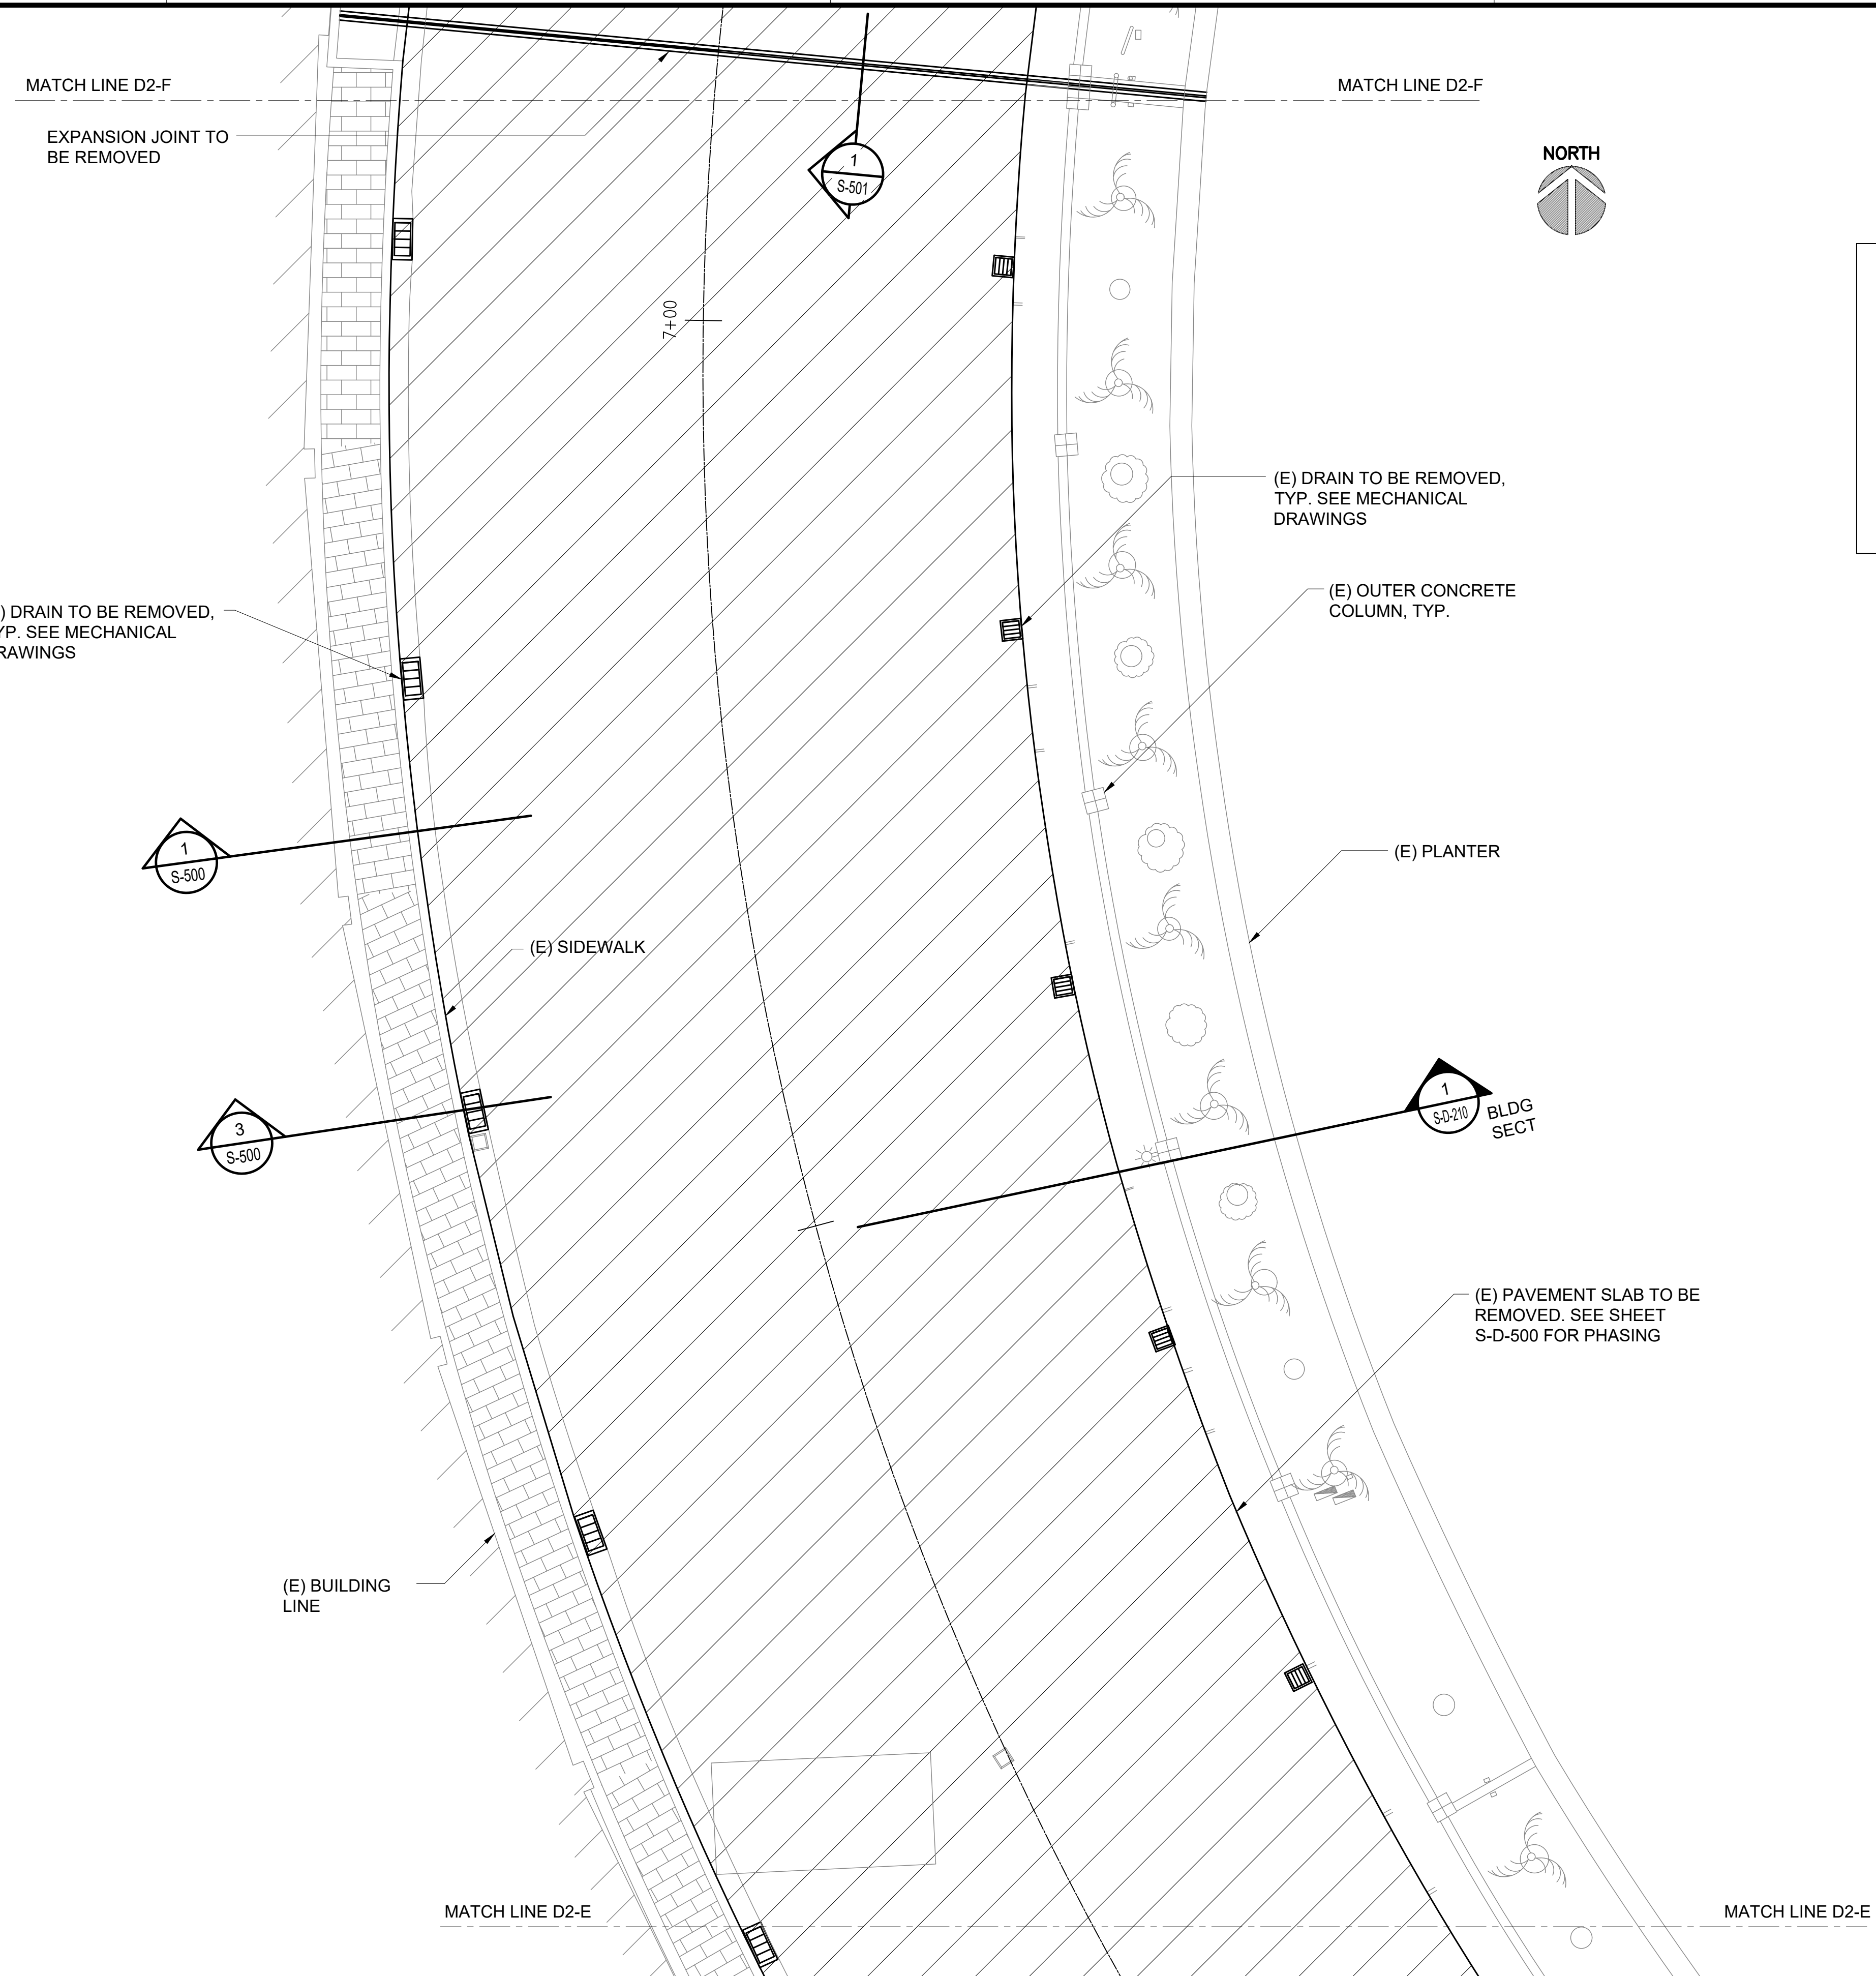 MATCH LINE D2-F
MATCH LINE D2-F
EXPANSION JOINT TO
BE REMOVED
1
S-501
NORTH
7+00
(E) DRAIN TO BE REMOVED,
TYP. SEE MECHANICAL
DRAWINGS
(E) OUTER CONCRETE
COLUMN, TYP.
) DRAIN TO BE REMOVED,
YP. SEE MECHANICAL
RAWINGS
1
S-500
(E) PLANTER
(E) SIDEWALK
3
S-500
1
S-D-210
BLDG
SECT
(E) PAVEMENT SLAB TO BE
REMOVED. SEE SHEET
S-D-500 FOR PHASING
(E) BUILDING
LINE
MATCH LINE D2-E
MATCH LINE D2-E